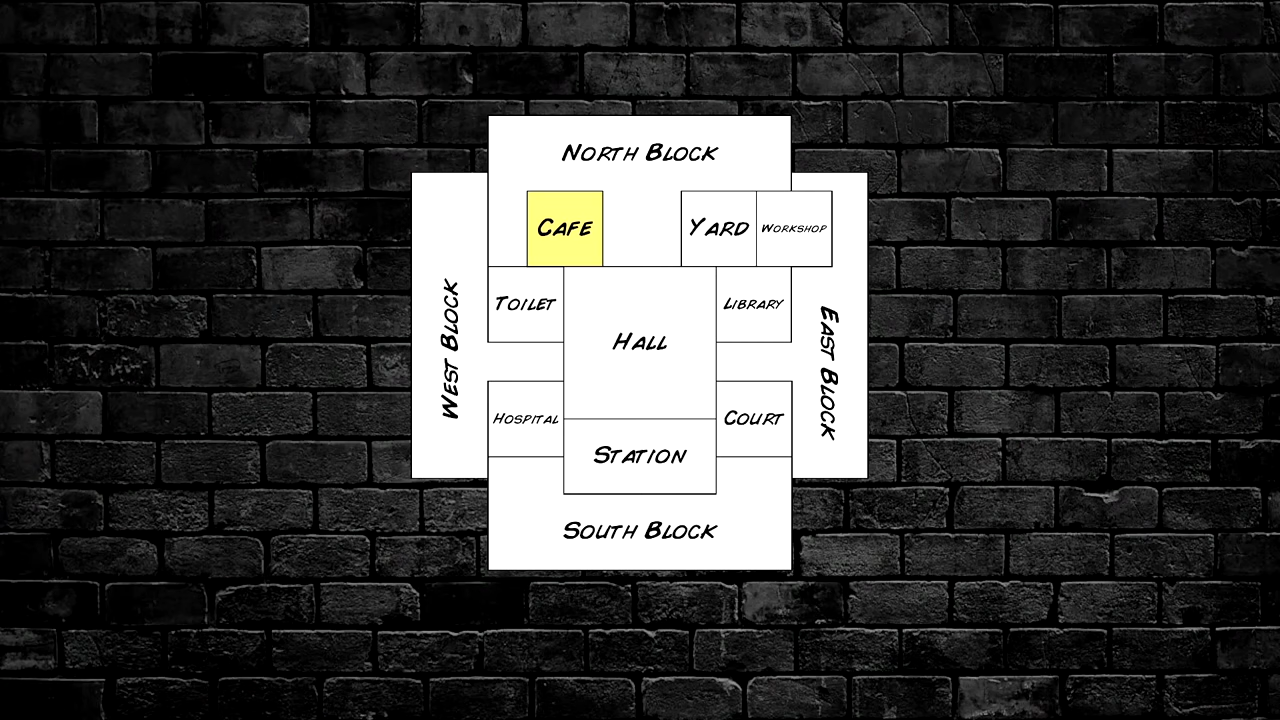 NORTH BLOCK
CAFE
YARD
WORKSHOP
TOILET
LIBRARY
WEST BLOCK
HALL
EAST BLOCK
HOSPITAL
COURT
STATION
SOUTH BLOCK